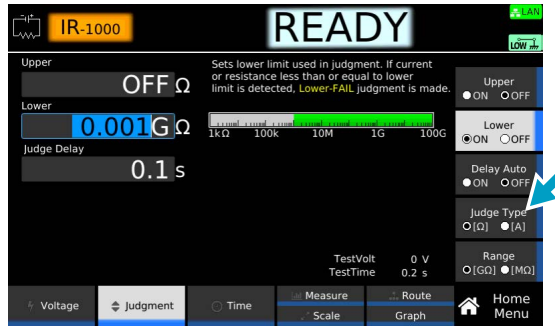 IR-1000
READY
LAN
LOW
Upper
OFF Ω
Lower
0.001G Ω
Judge Delay
0.1 s
Sets lower limit used in judgment. If current
or resistance less than or equal to lower
limit is detected, Lower-FAIL judgment is made.
1kΩ 100k 10M 1G 100G
TestVolt 0 V
TestTime 0.2 s
Upper
ON OFF
Lower
ON OFF
Delay Auto
ON OFF
Judge Type
[Ω] [A]
Range
[GΩ] [MΩ]
Voltage
Judgment
Time
Measure
Scale
Route
Graph
Home
Menu